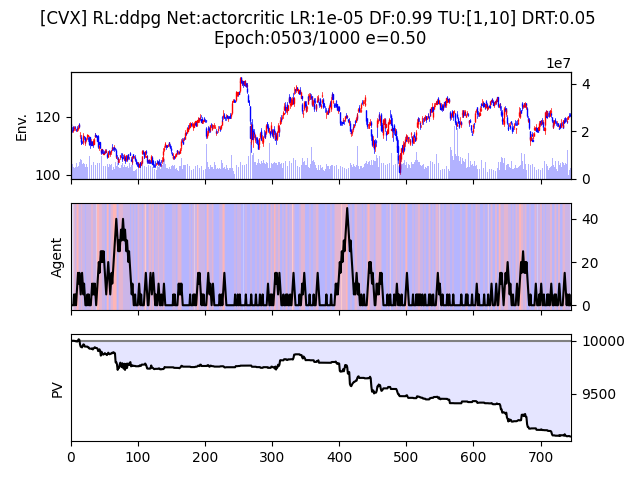 [CVX] RL:ddpg Net:actorcritic LR:1e-05 DF:0.99 TU:[1,10] DRT:0.05
Epoch:0503/1000 e=0.50
1e7
Env.
120
100
4
2
0
Agent
40
20
0
PV
10000
9500
0 100 200 300 400 500 600 700